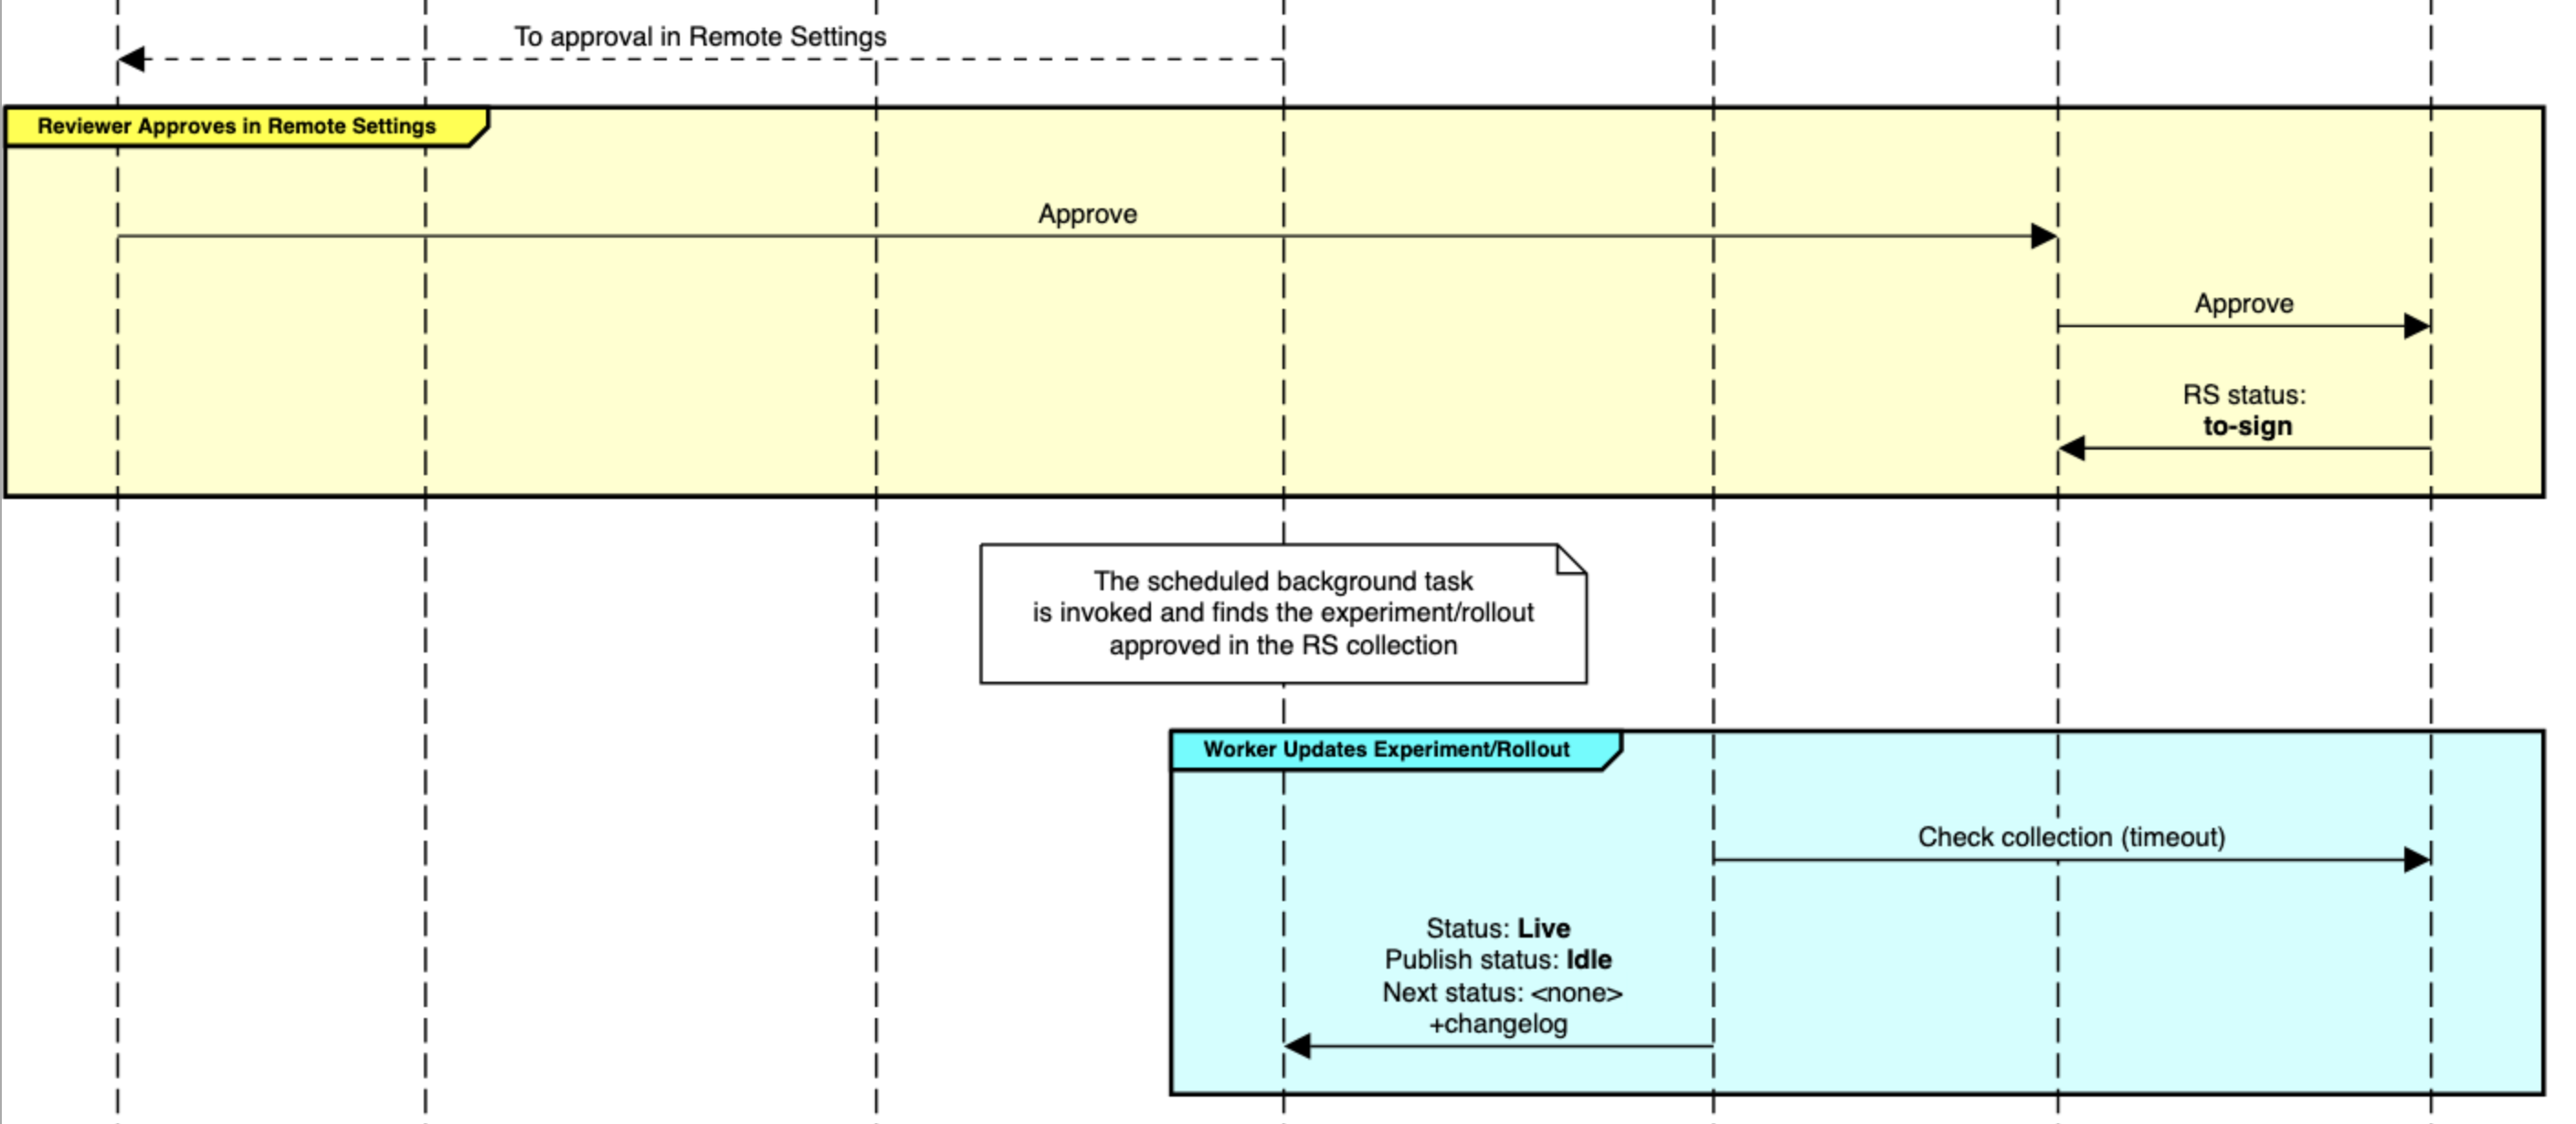 To approval in Remote Settings
Reviewer Approves in Remote Settings
Approve
Approve
RS status:
to-sign
The scheduled background task
is invoked and finds the experiment/rollout
approved in the RS collection
Worker Updates Experiment/Rollout
Check collection (timeout)
Status: Live
Publish status: Idle
Next status: <none>
+changelog